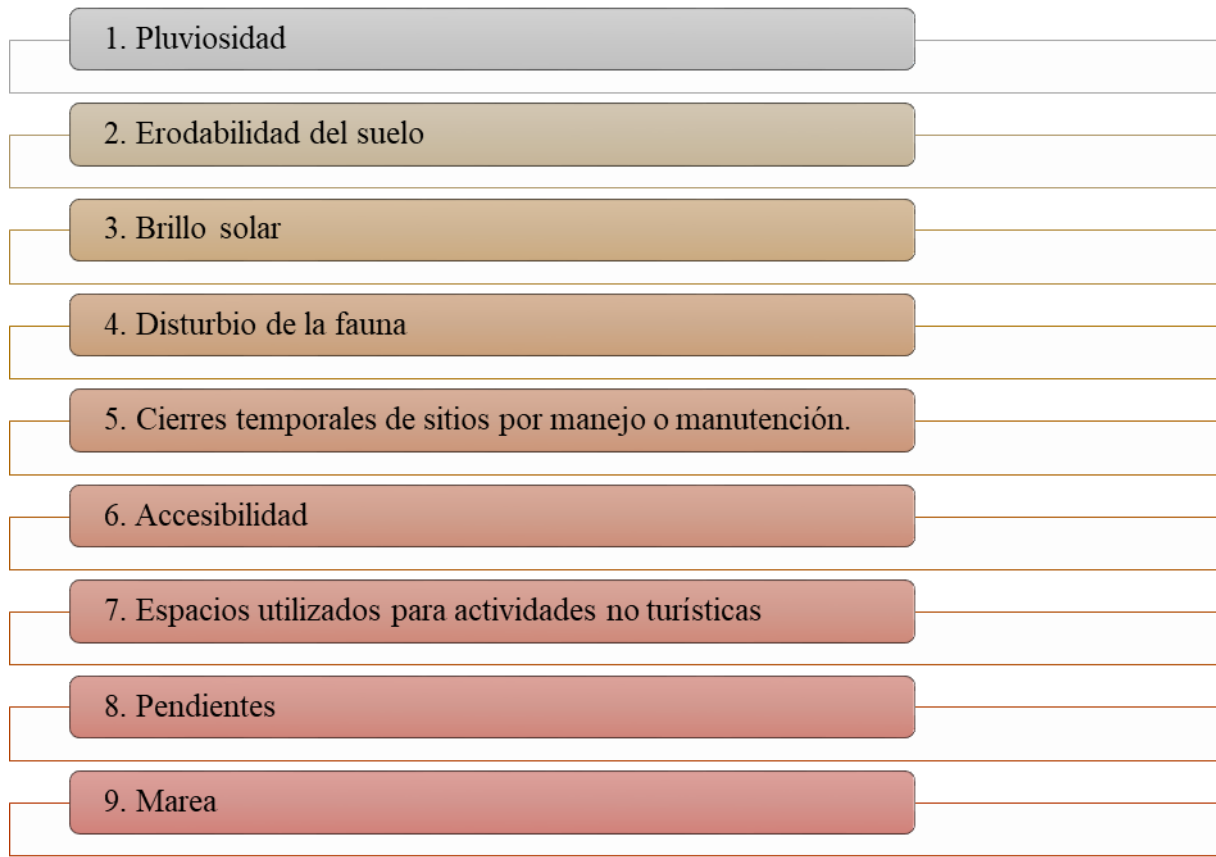 1. Pluviosidad
2. Erodabilidad del suelo
3. Brillo solar
4. Disturbio de la fauna
5. Cierres temporales de sitios por manejo o manutención.
6. Accesibilidad
7. Espacios utilizados para actividades no turísticas
8. Pendientes
9. Marea